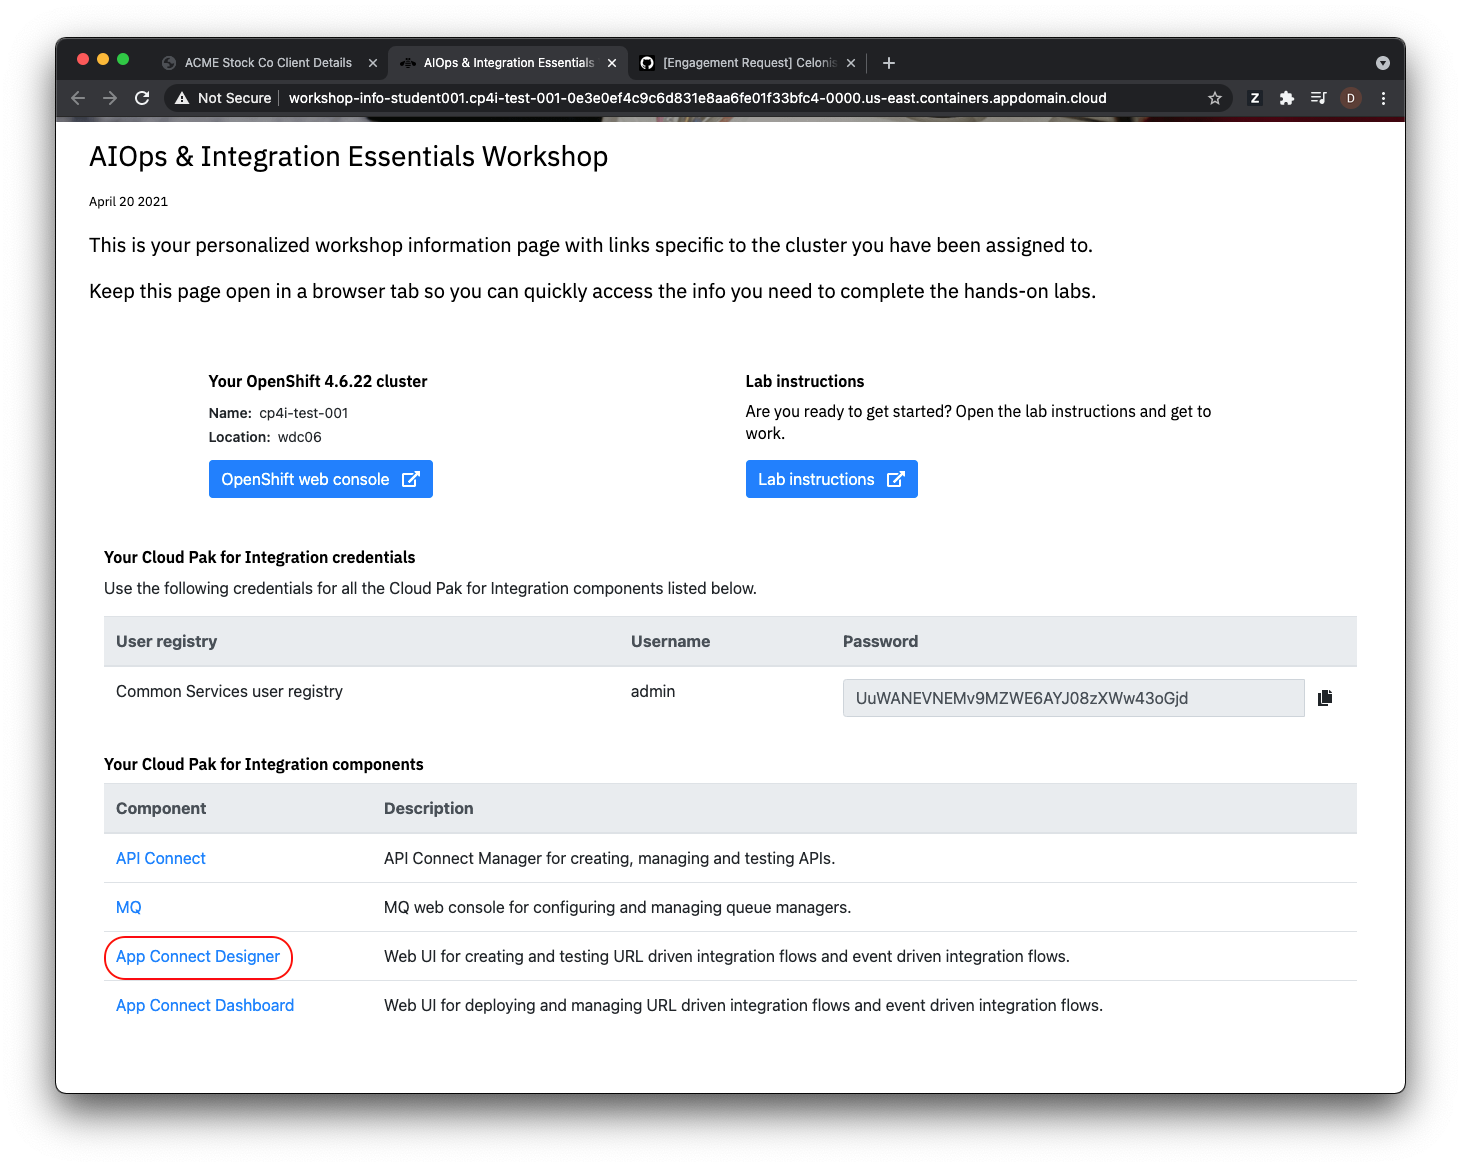 ACME Stock Co Client Details
AIOps & Integration Essentials
[Engagement Request] Celonis
Not Secure
workshop-info-student001.cp4i-test-001-0e3e0ef4c9c6d831e8aa6fe01f33bfc4-0000.us-east.containers.appdomain.cloud
Z
D
AIOps & Integration Essentials Workshop
April 20 2021
This is your personalized workshop information page with links specific to the cluster you have been assigned to.
Keep this page open in a browser tab so you can quickly access the info you need to complete the hands-on labs.
Your OpenShift 4.6.22 cluster
Name: cp4i-test-001
Location: wdc06
OpenShift web console
Lab instructions
Are you ready to get started? Open the lab instructions and get to
work.
Lab instructions
Your Cloud Pak for Integration credentials
Use the following credentials for all the Cloud Pak for Integration components listed below.
User registry Username Password
Common Services user registry admin UuWANEVNEMv9MZWE6AYJ08zXWw43oGjd
Your Cloud Pak for Integration components
Component Description
API Connect API Connect Manager for creating, managing and testing APIs.
MQ MQ web console for configuring and managing queue managers.
App Connect Designer Web UI for creating and testing URL driven integration flows and event driven integration flows.
App Connect Dashboard Web UI for deploying and managing URL driven integration flows and event driven integration flows.